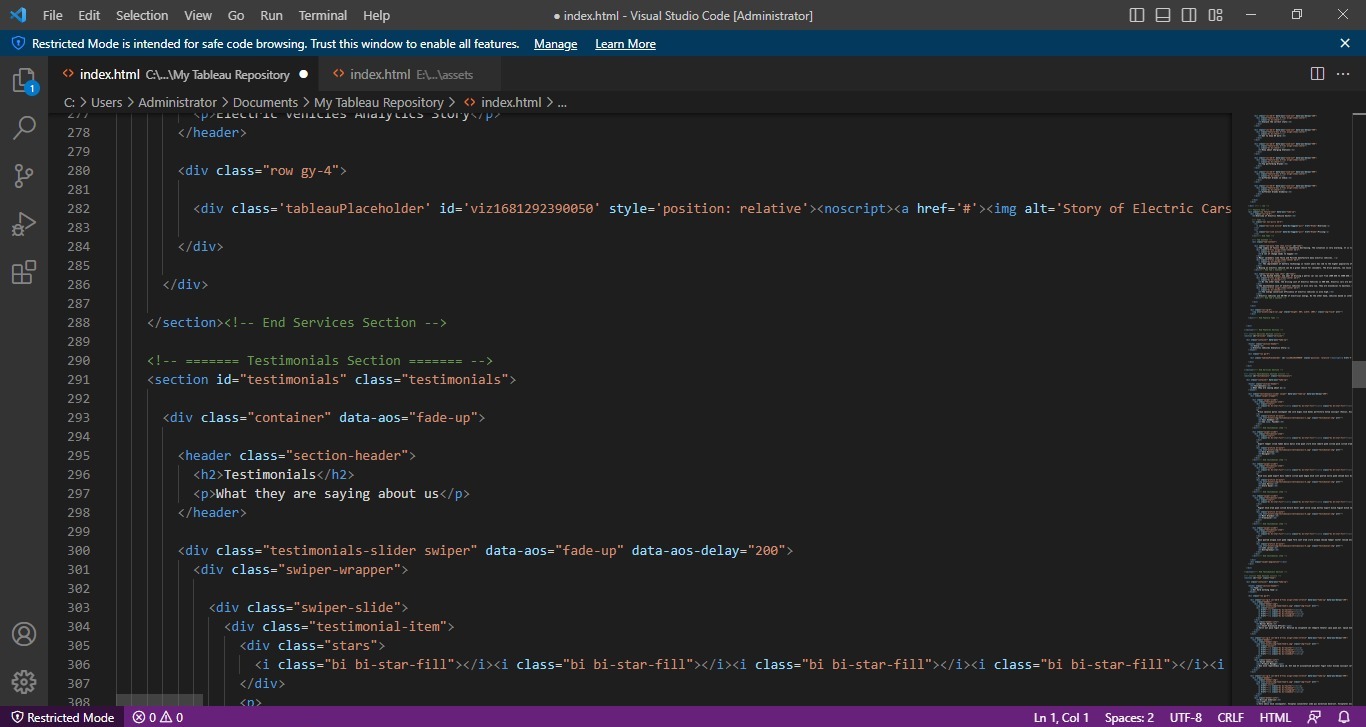 File Edit Selection View Go Run Terminal Help
● index.html - Visual Studio Code [Administrator]
Restricted Mode is intended for safe code browsing. Trust this window to enable all features. Manage Learn More
1
index.html C:\...\My Tableau Repository ●
index.html E:\...\assets
C: > Users > Administrator > Documents > My Tableau Repository > <> index.html > ...
277 <p>Electric Vehicles Analytics Story</p>
278 </header>
279
280 <div class="row gy-4">
281
282 <div class='tableauPlaceholder' id='viz1681292390050' style='position: relative'><noscript><a href='#'><img alt='Story of Electric Cars
283
284 </div>
285
286 </div>
287
288 </section><!-- End Services Section -->
289
290 <!-- ======= Testimonials Section ======= -->
291 <section id="testimonials" class="testimonials">
292
293 <div class="container" data-aos="fade-up">
294
295 <header class="section-header">
296 <h2>Testimonials</h2>
297 <p>What they are saying about us</p>
298 </header>
299
300 <div class="testimonials-slider swiper" data-aos="fade-up" data-aos-delay="200">
301 <div class="swiper-wrapper">
302
303 <div class="swiper-slide">
304 <div class="testimonial-item">
305 <div class="stars">
306 <i class="bi bi-star-fill"></i><i class="bi bi-star-fill"></i><i class="bi bi-star-fill"></i><i class="bi bi-star-fill"></i><i
307 </div>
308 <p>
Restricted Mode 0 0 Ln 1, Col 1 Spaces: 2 UTF-8 CRLF HTML